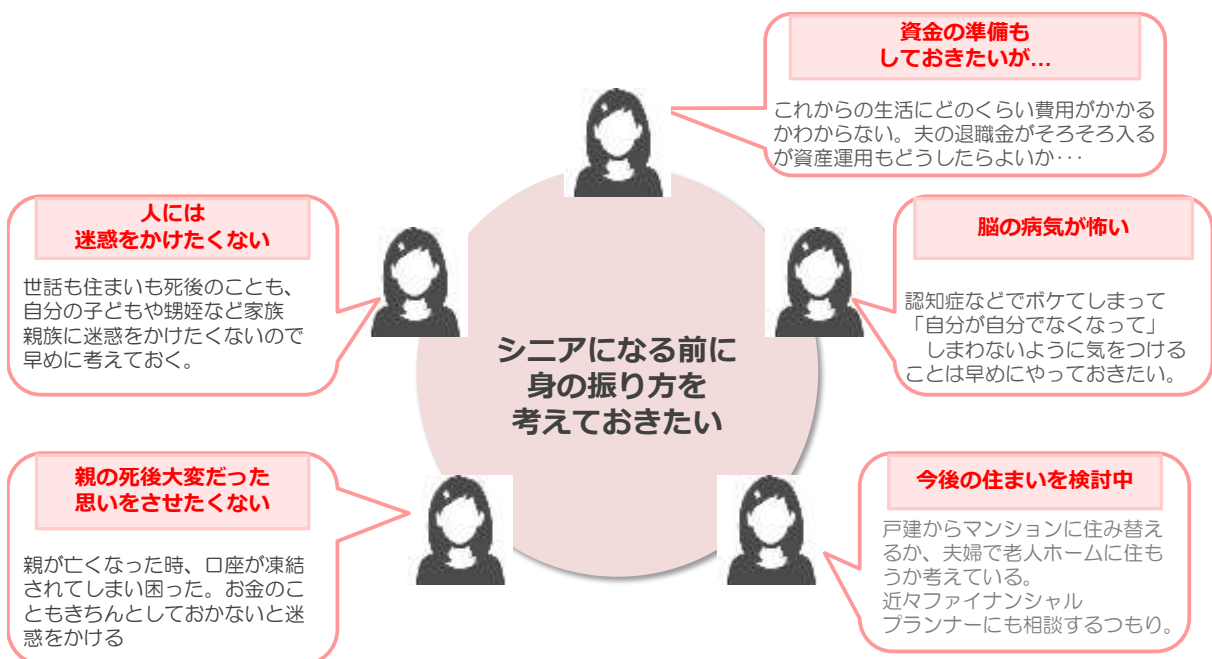 資金の準備も
しておきたいが…
これからの生活にどのくらい費用がかかる
かわからない。夫の退職金がそろそろ入る
が資産運用もどうしたらよいか･･･
人には
迷惑をかけたくない
世話も住まいも死後のことも、
自分の子どもや甥姪など家族
親族に迷惑をかけたくないので
早めに考えておく。
脳の病気が怖い
認知症などでボケてしまって
「自分が自分でなくなって」
しまわないように気をつける
ことは早めにやっておきたい。
シニアになる前に
身の振り方を
考えておきたい
親の死後大変だった
思いをさせたくない
親が亡くなった時、口座が凍結
されてしまい困った。お金のこ
ともきちんとしておかないと迷
惑をかける
今後の住まいを検討中
戸建からマンションに住み替え
るか、夫婦で老人ホームに住も
うか考えている。
近々ファイナンシャル
プランナーにも相談するつもり。